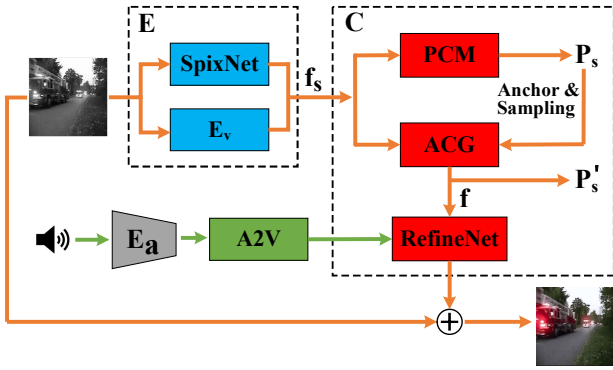 E
C
SpixNet
E_v
f_s
PCM
P_s
Anchor &
Sampling
ACG
P_s'
f
E_a
A2V
RefineNet
+